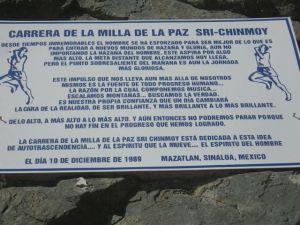 CARRERA DE LA MILLA DE LA PAZ SRI-CHINMOY
DESDE TIEMPOS INMEMORABLES EL HOMBRE SE HA ESFORZADO PARA SER MEJOR DE LO QUE ES
PARA ENTRAR A NUEVOS MUNDOS DE HAZAÑA Y GLORIA, AUN NO
IMPORTANDO LA HAZAÑA DEL HOMBRE, ESTE ASPIRA POR ALGO
MAS ALTO. LA META DISTANTE QUE ALCANZAMOS HOY LLEGA,
PERO EL PUNTO SOBRESALIENTE DEL MAÑANA ES AUN LA JORNADA
MAS GLORIOSA.
ESTE IMPULSO QUE NOS LLEVA AUN MAS ALLA DE NOSOTROS
MISMOS ES LA FUENTE DE TODO PROGRESO HUMANO...
LA RAZON POR LA CUAL COMPONEMOS MUSICA...
ESCALAMOS MONTAÑAS... BUSCAMOS LA VERDAD.
ES NUESTRA PROPIA CONFIANZA QUE UN DIA CAMBIARA
LA CARA DE LA REALIDAD, DE SER BRILLANTE, Y MAS BRILLANTE A LO MAS BRILLANTE.
DE LO ALTO, A MAS ALTO A LO MAS ALTO. Y AUN ENTONCES NO PODREMOS PARAR PORQUE
NO HAY FIN EN EL PROGRESO QUE HEMOS LOGRADO.
LA CARRERA DE LA MILLA DE LA PAZ SRI CHINMOY ESTÁ DEDICADA A ESTA IDEA
DE AUTOTRASCENDENCIA.... Y AL ESPIRITU QUE LA MUEVE.... EL ESPIRITU DEL HOMBRE
EL DIA 10 DE DICIEMBRE DE 1989 MAZATLAN, SINALOA, MEXICO